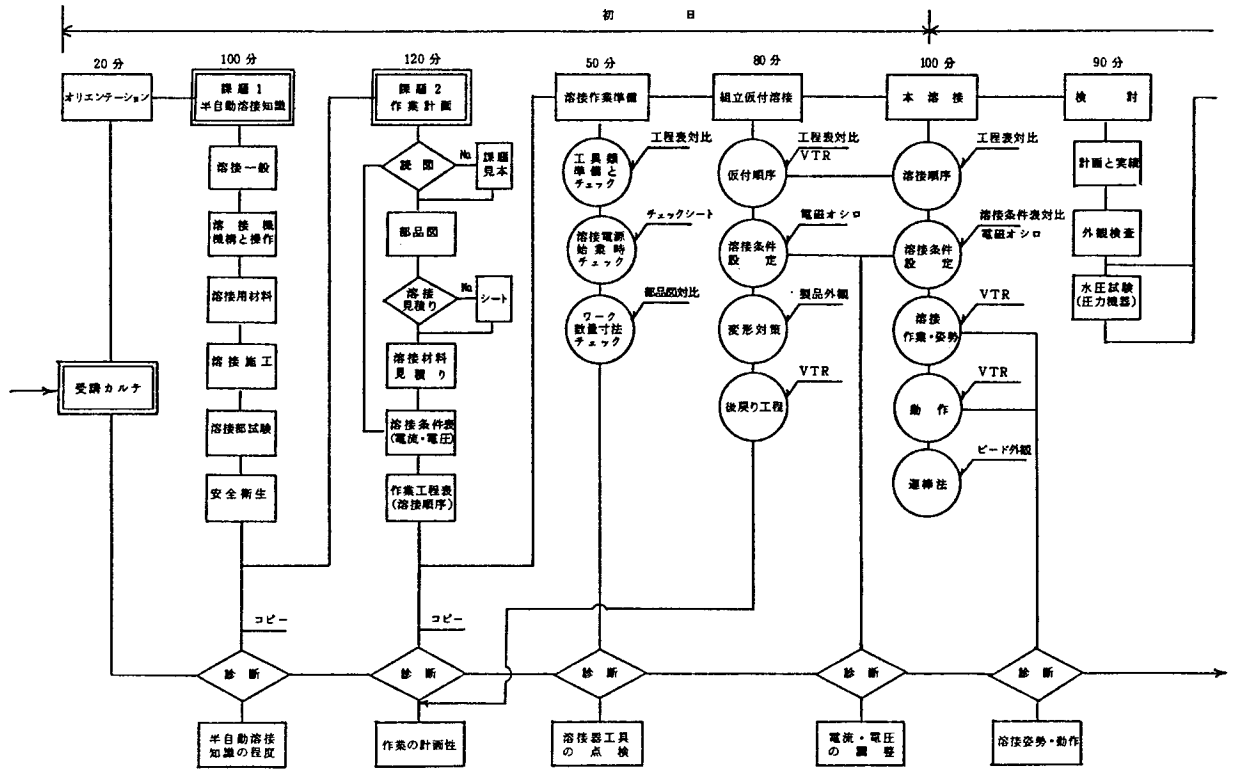 初 日
20分
オリエンテーション
受講カルテ
100分
課題1
半自動溶接知識
溶接一般
溶接機
機構と操作
溶接用材料
溶接施工
溶接部試験
安全衛生
コピー
診断
半自動溶接
知識の程度
120分
課題2
作業計画
読図
No
課題
見本
部品図
溶接
見積り
No
シート
溶接材料
見積り
溶接条件表
(電流・電圧)
作業工程表
(溶接順序)
コピー
診断
作業の計画性
50分
溶接作業準備
工程表対比
工具類
準備と
チェック
チェックシート
溶接電源
始業時
チェック
部品図対比
ワーク
数量寸法
チェック
診断
溶接器工具
の点検
80分
組立仮付溶接
工程表対比
VTR
仮付順序
電磁オシロ
溶接条件
設定
製品外観
変形対策
VTR
後戻り工程
100分
本溶接
工程表対比
溶接順序
溶接条件表対比
電磁オシロ
溶接条件
設定
VTR
溶接
作業・姿勢
VTR
動作
ビード外観
運棒法
診断
電流・電圧
の調整
診断
溶接姿勢・動作
90分
検討
計画と実績
外観検査
水圧試験
(圧力機器)